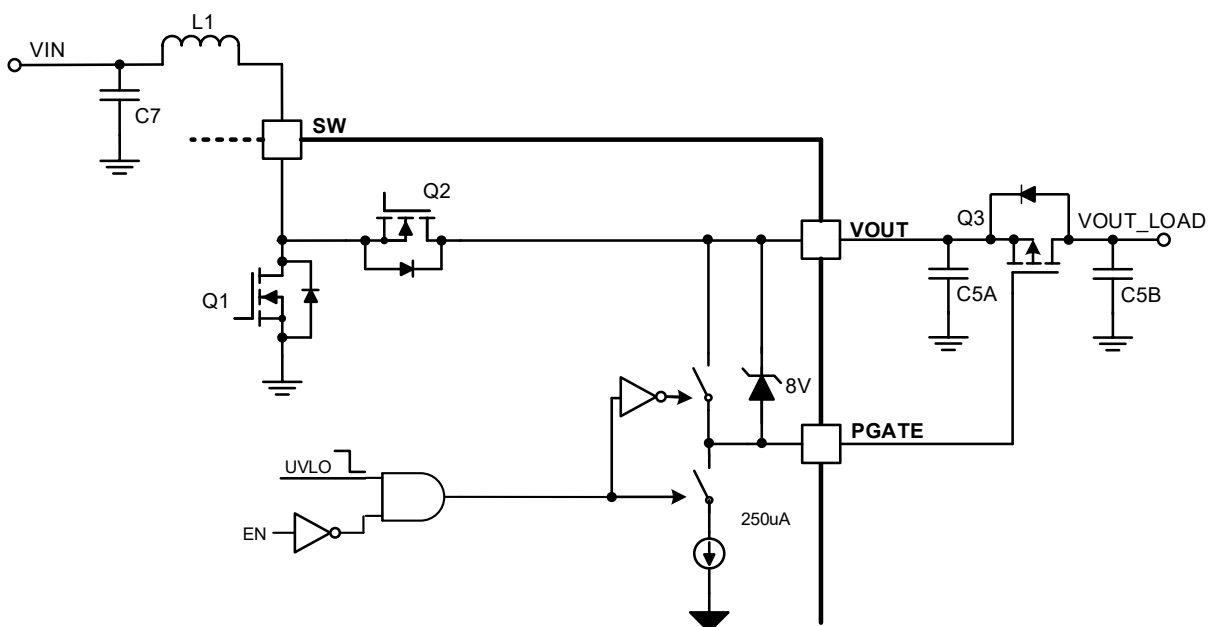 L1
VIN
C7
SW
Q2
Q1
VOUT
Q3
VOUT_LOAD
C5A
C5B
8V
PGATE
UVLO
EN
250uA